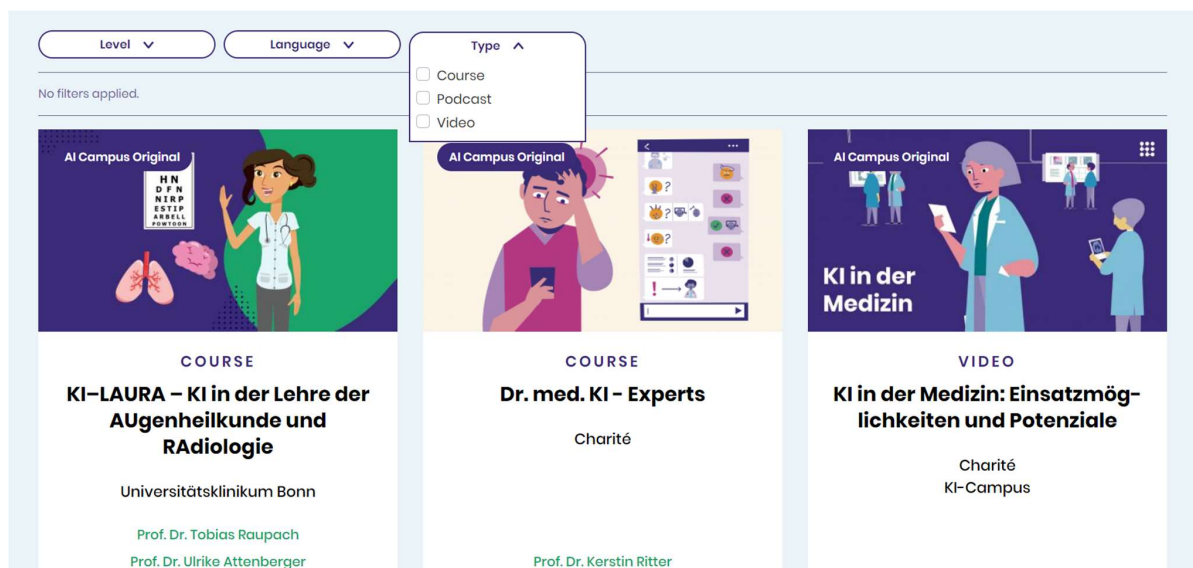 Level
Language
Type
Course
Podcast
Video
No filters applied.
AI Campus Original
HN
DFN
NIRP
ESTIP
ARBELL
POWTOON
AI Campus Original
?
?
?
!
AI Campus Original
KI in der
Medizin
COURSE
KI–LAURA – KI in der Lehre der
AUgenheilkunde und
RAdiologie
Universitätsklinikum Bonn
Prof. Dr. Tobias Raupach
Prof. Dr. Ulrike Attenberger
COURSE
Dr. med. KI - Experts
Charité
Prof. Dr. Kerstin Ritter
VIDEO
KI in der Medizin: Einsatzmög-
lichkeiten und Potenziale
Charité
KI-Campus